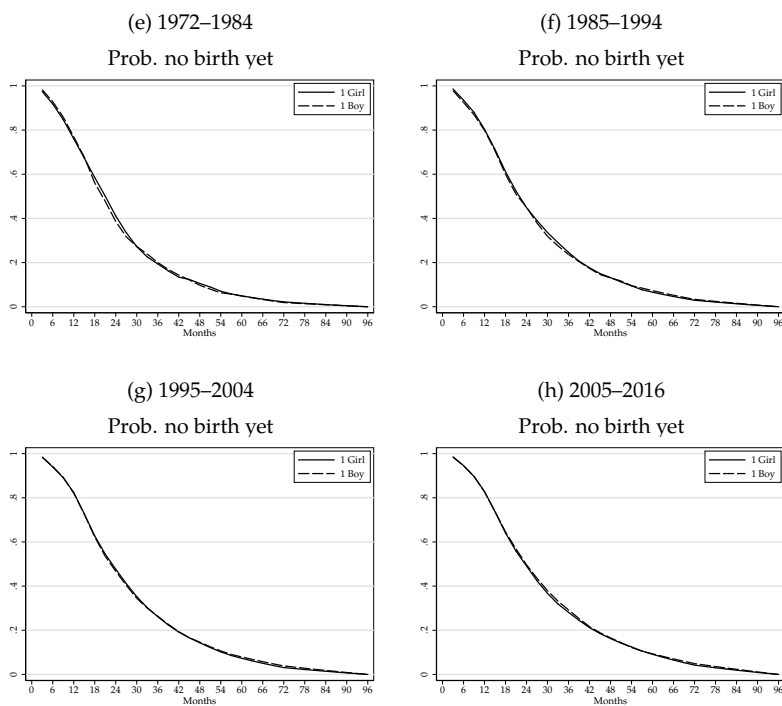 (e) 1972–1984
Prob. no birth yet
1
.8
.6
.4
.2
0
1 Girl
1 Boy
0 6 12 18 24 30 36 42 48 54 60 66 72 78 84 90 96
Months
(f) 1985–1994
Prob. no birth yet
1
.8
.6
.4
.2
0
1 Girl
1 Boy
0 6 12 18 24 30 36 42 48 54 60 66 72 78 84 90 96
Months
(g) 1995–2004
Prob. no birth yet
1
.8
.6
.4
.2
0
1 Girl
1 Boy
0 6 12 18 24 30 36 42 48 54 60 66 72 78 84 90 96
Months
(h) 2005–2016
Prob. no birth yet
1
.8
.6
.4
.2
0
1 Girl
1 Boy
0 6 12 18 24 30 36 42 48 54 60 66 72 78 84 90 96
Months